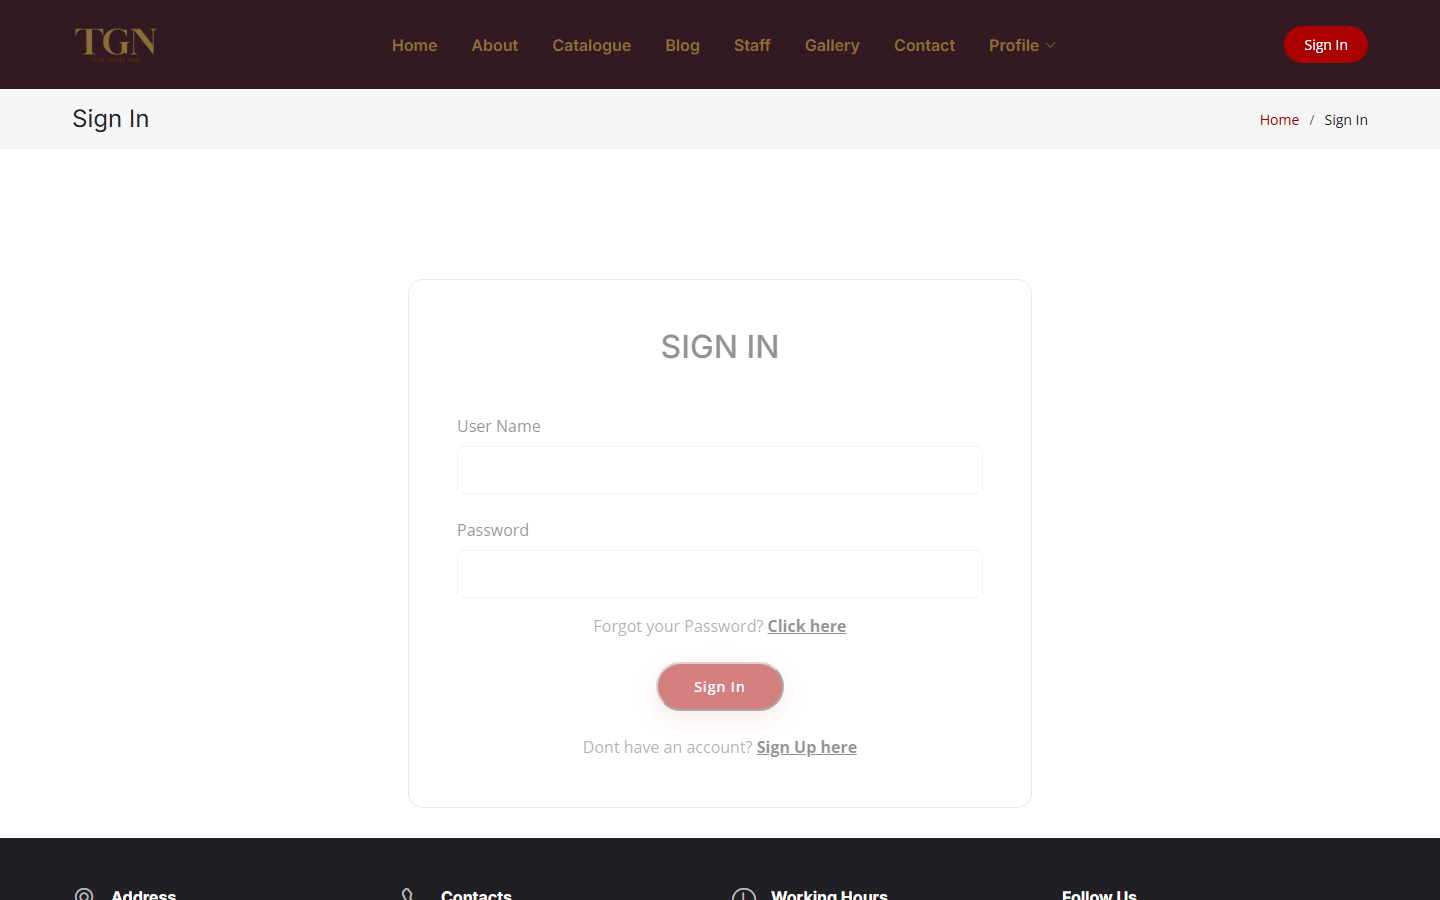 TGN
Home
About
Catalogue
Blog
Staff
Gallery
Contact
Profile
Sign In
Sign In
Home / Sign In
SIGN IN
User Name
Password
Forgot your Password? Click here
Sign In
Dont have an account? Sign Up here
Address
Contacts
Working Hours
Follow Us